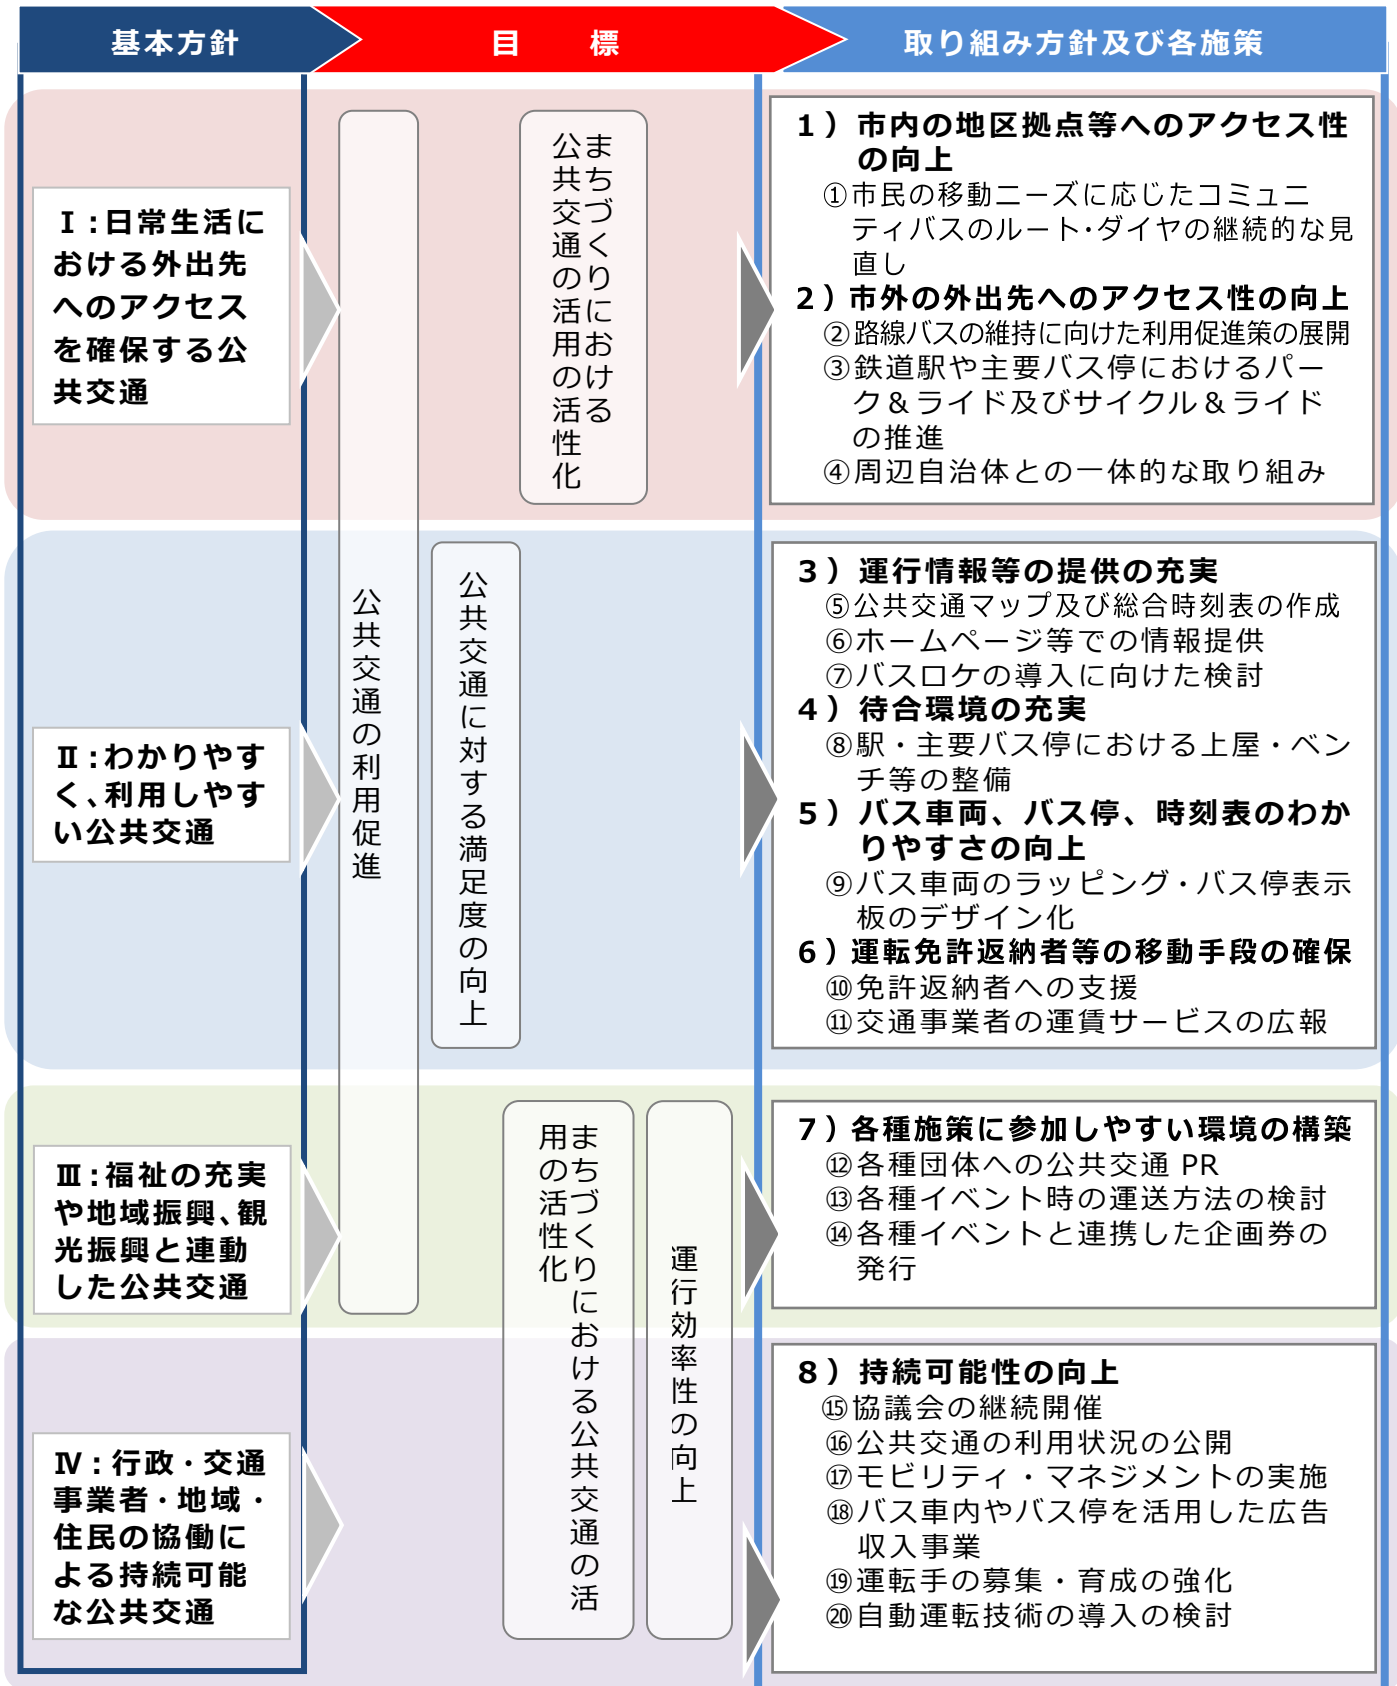 基本方針
目　標
取り組み方針及び各施策
Ⅰ:日常生活に
おける外出先
へのアクセス
を確保する公
共交通
公共交通の利用促進
まちづくりにおける
公共交通の活用の活性化
1）市内の地区拠点等へのアクセス性
の向上
①市民の移動ニーズに応じたコミュニ
ティバスのルート･ダイヤの継続的な見
直し
2）市外の外出先へのアクセス性の向上
②路線バスの維持に向けた利用促進策の展開
③鉄道駅や主要バス停におけるパー
ク＆ライド及びサイクル＆ライド
の推進
④周辺自治体との一体的な取り組み
Ⅱ:わかりやす
く､利用しやす
い公共交通
公共交通に対する満足度の向上
3）運行情報等の提供の充実
⑤公共交通マップ及び総合時刻表の作成
⑥ホームページ等での情報提供
⑦バスロケの導入に向けた検討
4）待合環境の充実
⑧駅・主要バス停における上屋・ベン
チ等の整備
5）バス車両、バス停、時刻表のわか
りやすさの向上
⑨バス車両のラッピング・バス停表示
板のデザイン化
6）運転免許返納者等の移動手段の確保
⑩免許返納者への支援
⑪交通事業者の運賃サービスの広報
Ⅲ:福祉の充実
や地域振興､観
光振興と連動
した公共交通
まちづくりにおける公共交通の活
用の活性化
運行効率性の向上
7）各種施策に参加しやすい環境の構築
⑫各種団体への公共交通 PR
⑬各種イベント時の運送方法の検討
⑭各種イベントと連携した企画券の
発行
Ⅳ:行政・交通
事業者･地域・
住民の協働に
よる持続可能
な公共交通
8）持続可能性の向上
⑮協議会の継続開催
⑯公共交通の利用状況の公開
⑰モビリティ・マネジメントの実施
⑱バス車内やバス停を活用した広告
収入事業
⑲運転手の募集・育成の強化
⑳自動運転技術の導入の検討